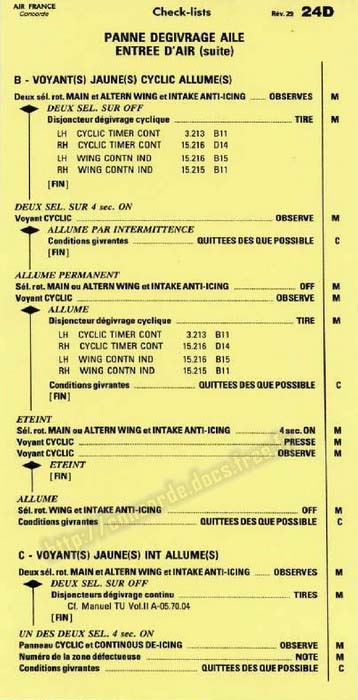 AIR FRANCE
Concorde
Check-lists
Rév. 29 24D
PANNE DEGIVRAGE AILE
ENTREE D'AIR (suite)
B - VOYANT(S) JAUNE(S) CYCLIC ALLUME(S)
Deux sél. rot. MAIN et ALTERN WING et INTAKE ANTI-ICING ..... OBSERVES M
DEUX SEL. SUR OFF
Disjoncteur dégivrage cyclique ..... TIRE M
LH CYCLIC TIMER CONT 3.213 B11
RH CYCLIC TIMER CONT 15.216 D14
LH WING CONTN IND 15.216 B15
RH WING CONTN IND 15.215 B11
[FIN]
DEUX SEL. SUR 4 sec. ON
Voyant CYCLIC ..... OBSERVE M
ALLUME PAR INTERMITTENCE
Conditions givrantes ..... QUITTEES DES QUE POSSIBLE C
[FIN]
ALLUME PERMANENT
Sél. rot. MAIN ou ALTERN WING et INTAKE ANTI-ICING ..... OFF M
Voyant CYCLIC ..... OBSERVE M
ALLUME
Disjoncteur dégivrage cyclique ..... TIRE M
LH CYCLIC TIMER CONT 3.213 B11
RH CYCLIC TIMER CONT 15.216 D14
LH WING CONTN IND 15.216 B15
RH WING CONTN IND 15.215 B11
Conditions givrantes ..... QUITTEES DES QUE POSSIBLE C
[FIN]
ETEINT
Sél. rot. MAIN ou ALTERN WING et INTAKE ANTI-ICING ..... 4 sec. ON M
Voyant CYCLIC ..... PRESSE M
Voyant CYCLIC ..... OBSERVE M
ETEINT
[FIN]
ALLUME
Sél. rot. WING et INTAKE ANTI-ICING ..... OFF M
Conditions givrantes ..... QUITTEES DES QUE POSSIBLE C
C - VOYANT(S) JAUNE(S) INT ALLUME(S)
Deux sél. rot. MAIN et ALTERN WING et INTAKE ANTI-ICING ..... OBSERVES M
DEUX SEL. SUR OFF
Disjoncteurs dégivrage continu ..... TIRES M
Cf. Manuel TU Vol.II A-05.70.04
[FIN]
UN DES DEUX SEL. 4 sec. ON
Panneau CYCLIC et CONTINOUS DE-ICING ..... OBSERVE M
Numéro de la zone défectueuse ..... NOTE M
Conditions givrantes ..... QUITTEES DES QUE POSSIBLE C